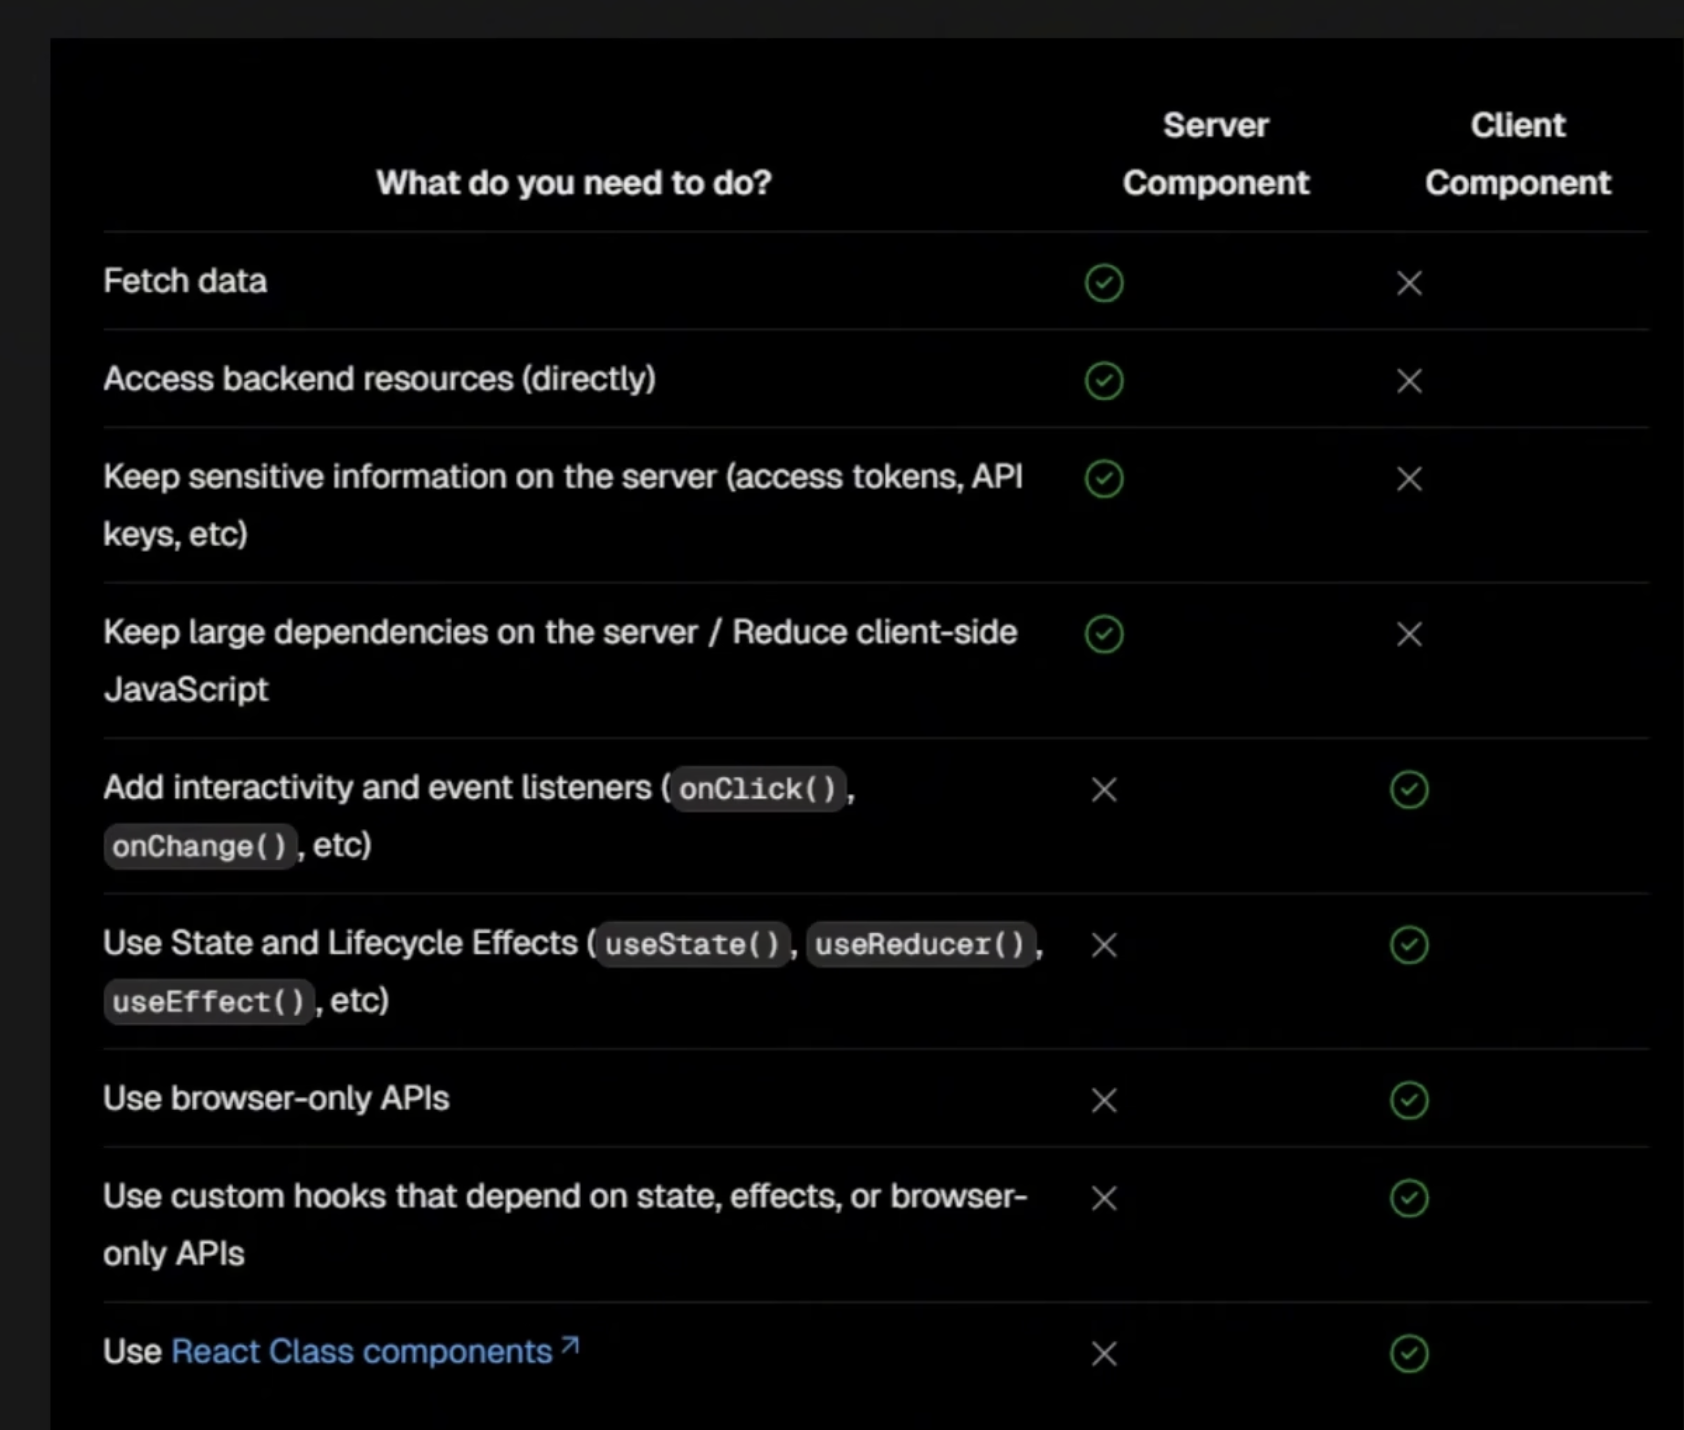 Server Client
What do you need to do? Component Component
Fetch data
Access backend resources (directly)
Keep sensitive information on the server (access tokens, API
keys, etc)
Keep large dependencies on the server / Reduce client-side
JavaScript
Add interactivity and event listeners (onClick(),
onChange(), etc)
Use State and Lifecycle Effects (useState(), useReducer(),
useEffect(), etc)
Use browser-only APIs
Use custom hooks that depend on state, effects, or browser-
only APIs
Use React Class components